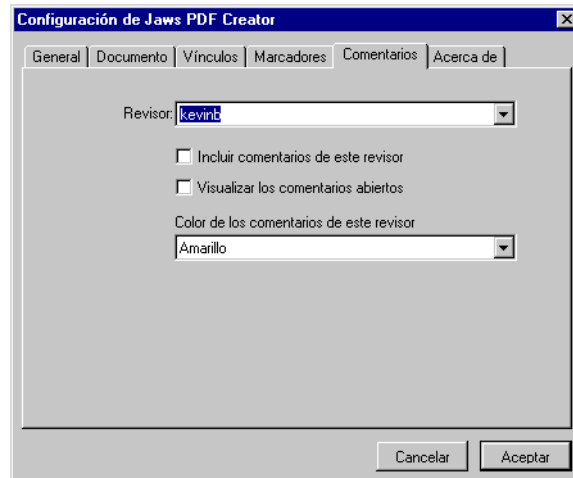 Configuración de Jaws PDF Creator
General Documento Vínculos Marcadores Comentarios Acerca de
Revisor: kevinb
Incluir comentarios de este revisor
Visualizar los comentarios abiertos
Color de los comentarios de este revisor
Amarillo
Cancelar Aceptar